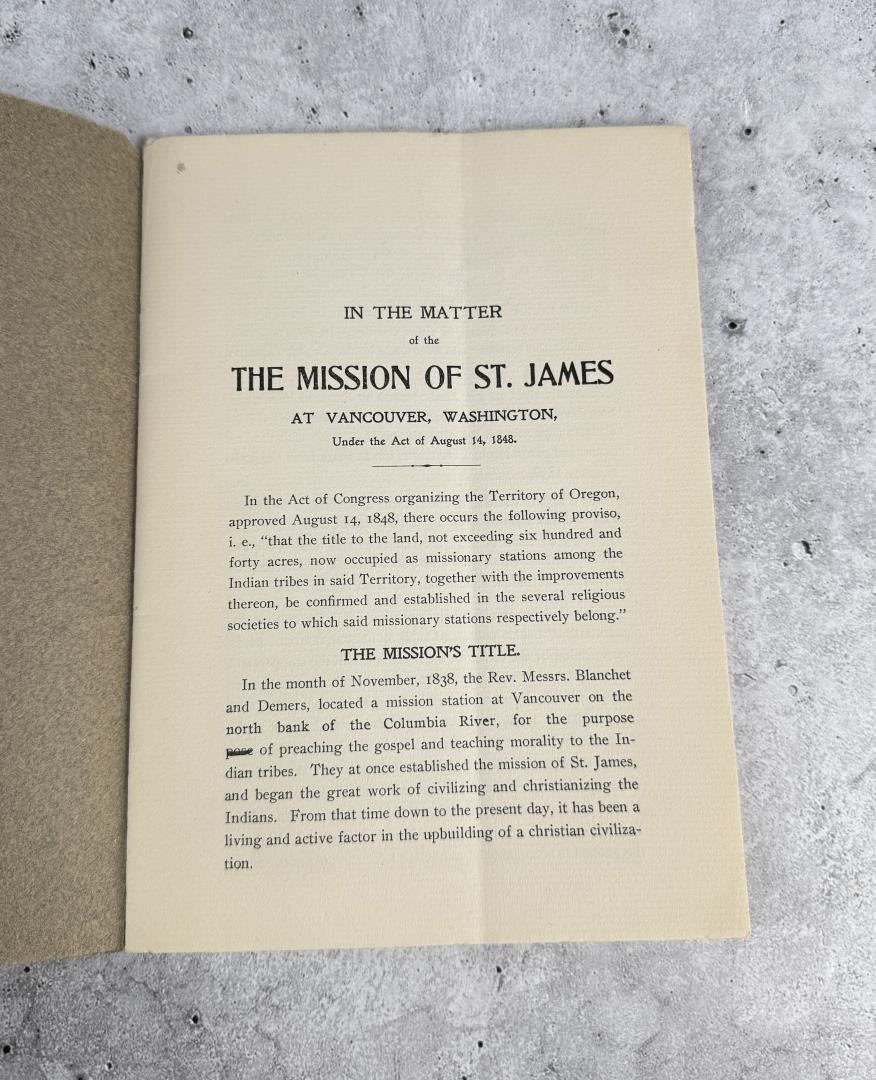 IN THE MATTER
of the
THE MISSION OF ST. JAMES
AT VANCOUVER, WASHINGTON,
Under the Act of August 14, 1848.
In the Act of Congress organizing the Territory of Oregon,
approved August 14, 1848, there occurs the following proviso,
i. e., “that the title to the land, not exceeding six hundred and
forty acres, now occupied as missionary stations among the
Indian tribes in said Territory, together with the improvements
thereon, be confirmed and established in the several religious
societies to which said missionary stations respectively belong.”
THE MISSION'S TITLE.
In the month of November, 1838, the Rev. Messrs. Blanchet
and Demers, located a mission station at Vancouver on the
north bank of the Columbia River, for the purpose
pose of preaching the gospel and teaching morality to the In-
dian tribes. They at once established the mission of St. James,
and began the great work of civilizing and christianizing the
Indians. From that time down to the present day, it has been a
living and active factor in the upbuilding of a christian civiliza-
tion.